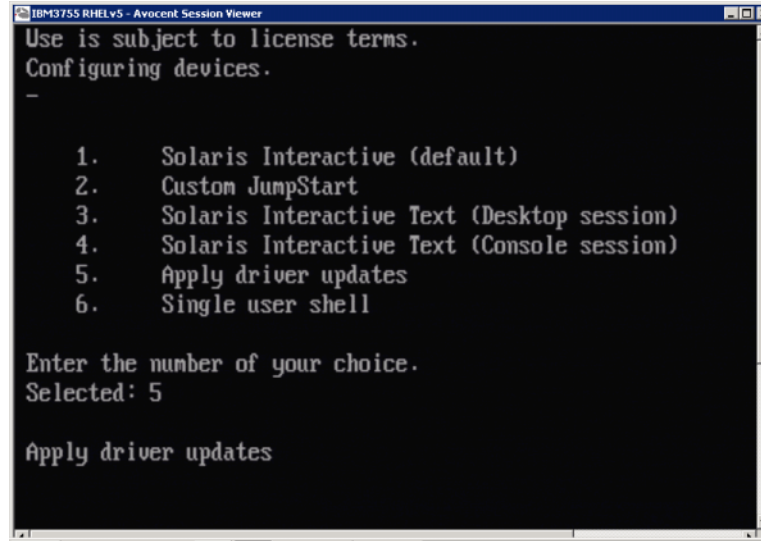 IBM3755 RHELv5 - Avocent Session Viewer
Use is subject to license terms.
Configuring devices.
1. Solaris Interactive (default)
2. Custom JumpStart
3. Solaris Interactive Text (Desktop session)
4. Solaris Interactive Text (Console session)
5. Apply driver updates
6. Single user shell
Enter the number of your choice.
Selected: 5
Apply driver updates